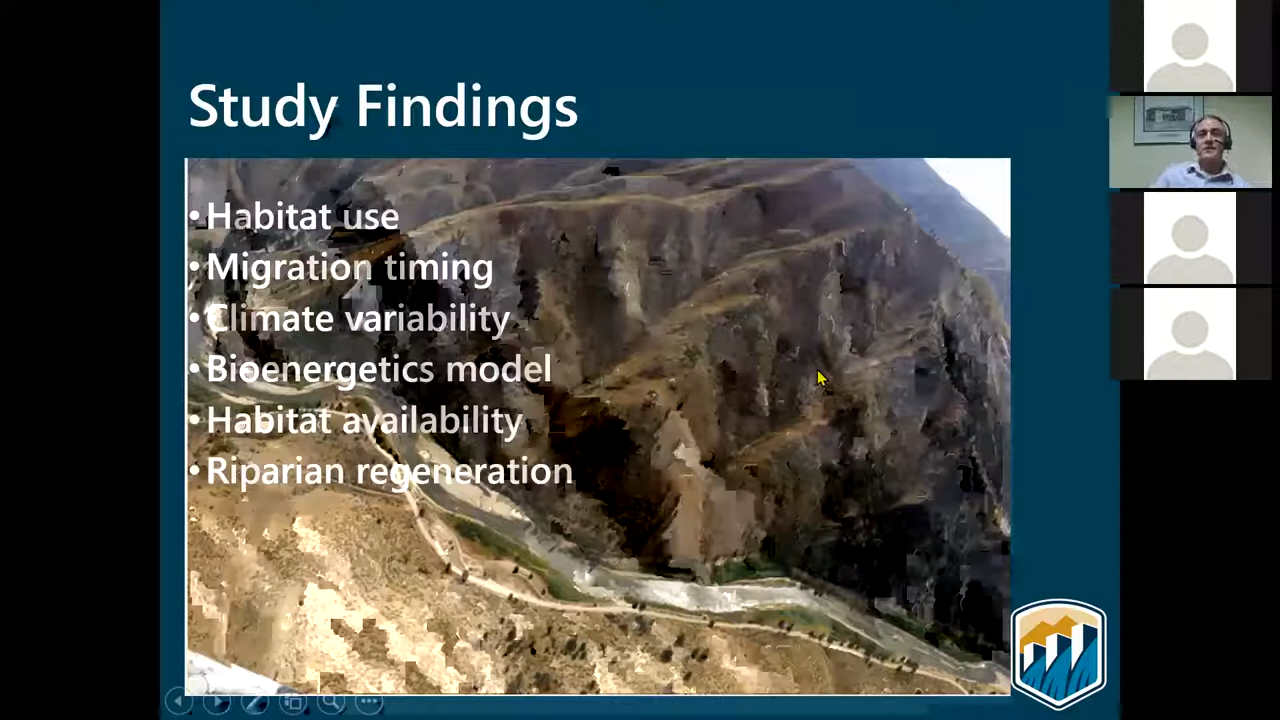 Study Findings
• Habitat use
• Migration timing
• Climate variability
• Bioenergetics model
• Habitat availability
• Riparian regeneration